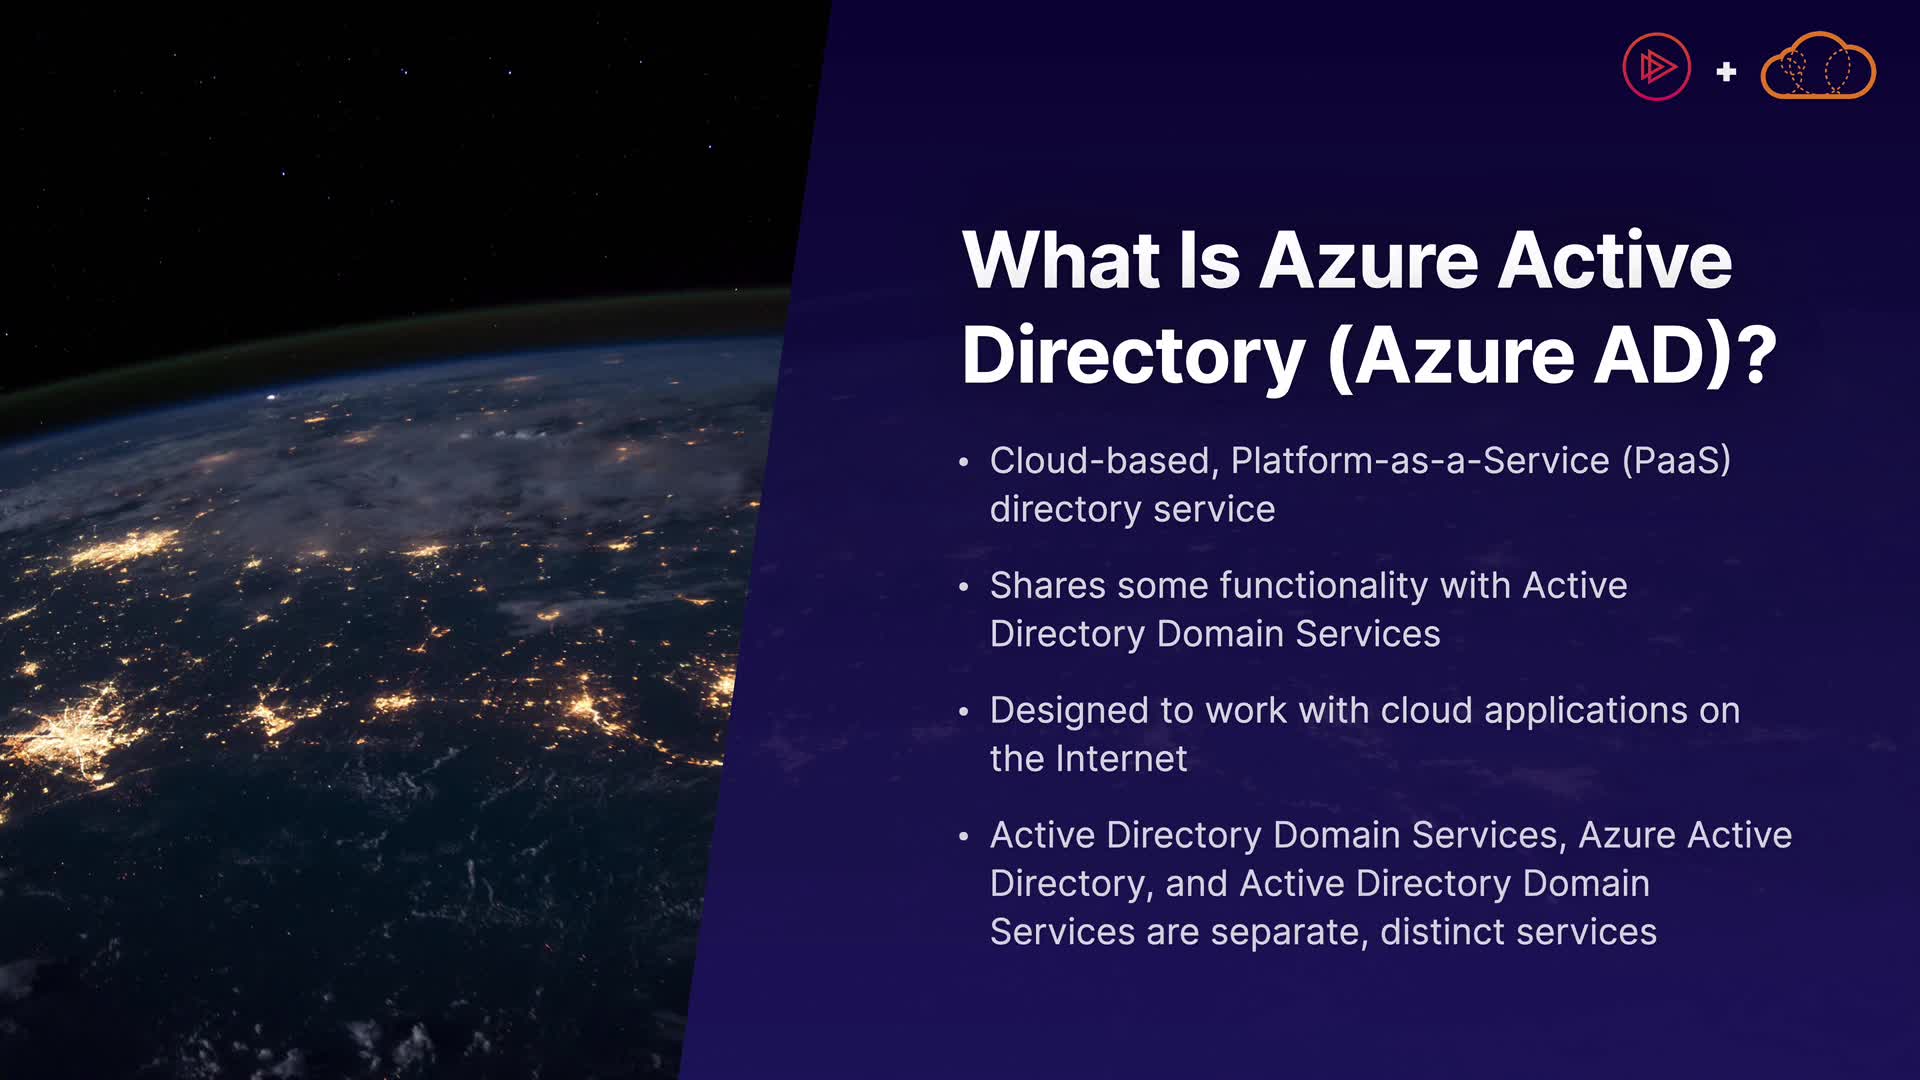 What Is Azure Active
Directory (Azure AD)?
• Cloud-based, Platform-as-a-Service (PaaS)
directory service
• Shares some functionality with Active
Directory Domain Services
• Designed to work with cloud applications on
the Internet
• Active Directory Domain Services, Azure Active
Directory, and Active Directory Domain
Services are separate, distinct services